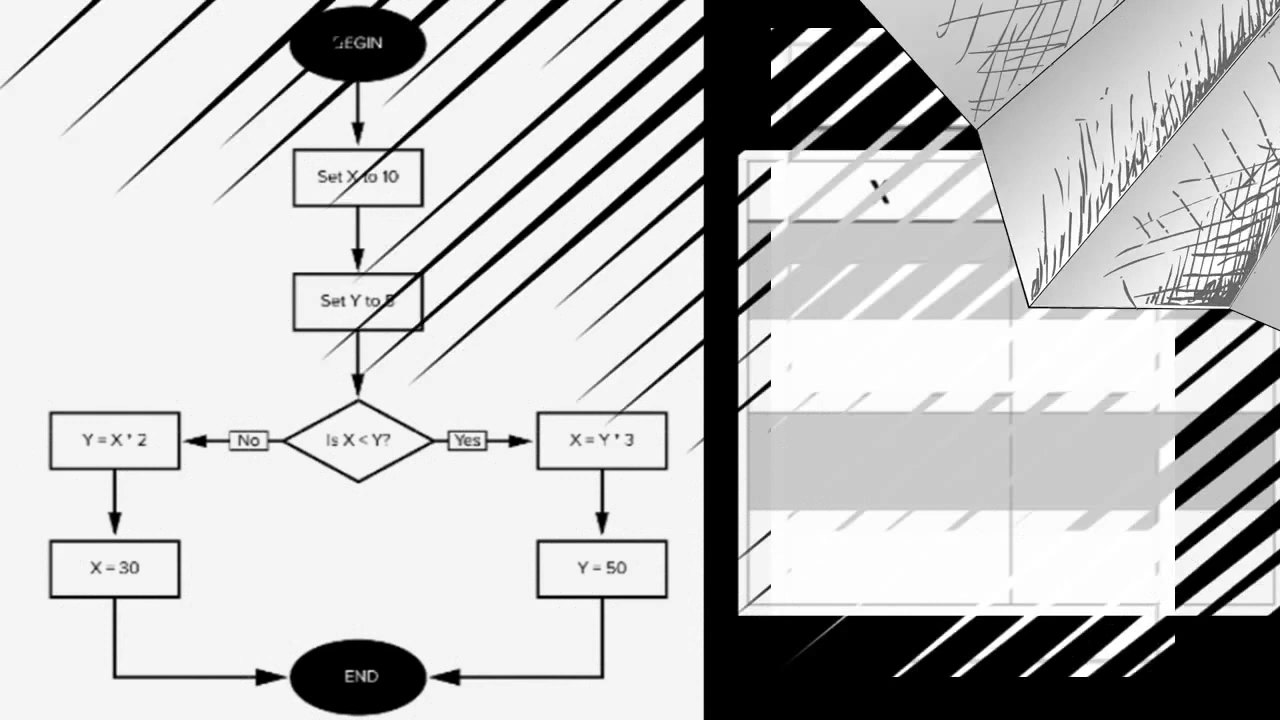 BEGIN
Set X to 10
Set Y to 5
Y = X * 2
No
Is X < Y?
Yes
X = Y * 3
X = 30
Y = 50
END
X